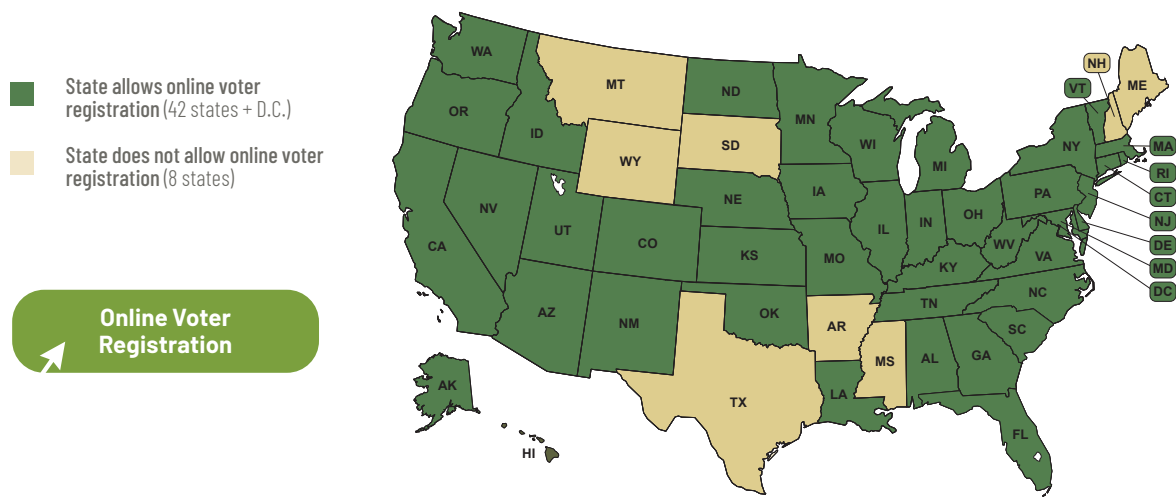 State allows online voter
registration (42 states + D.C.)
State does not allow online voter
registration (8 states)
Online Voter
Registration
WA
OR
CA
ID
NV
MT
WY
UT
AZ
CO
NM
ND
SD
NE
KS
OK
TX
MN
IA
MO
AR
LA
WI
IL
MS
MI
IN
KY
TN
AL
OH
WV
GA
FL
SC
NC
VA
PA
NY
VT
NH
ME
MA
RI
CT
NJ
DE
MD
DC
AK
HI